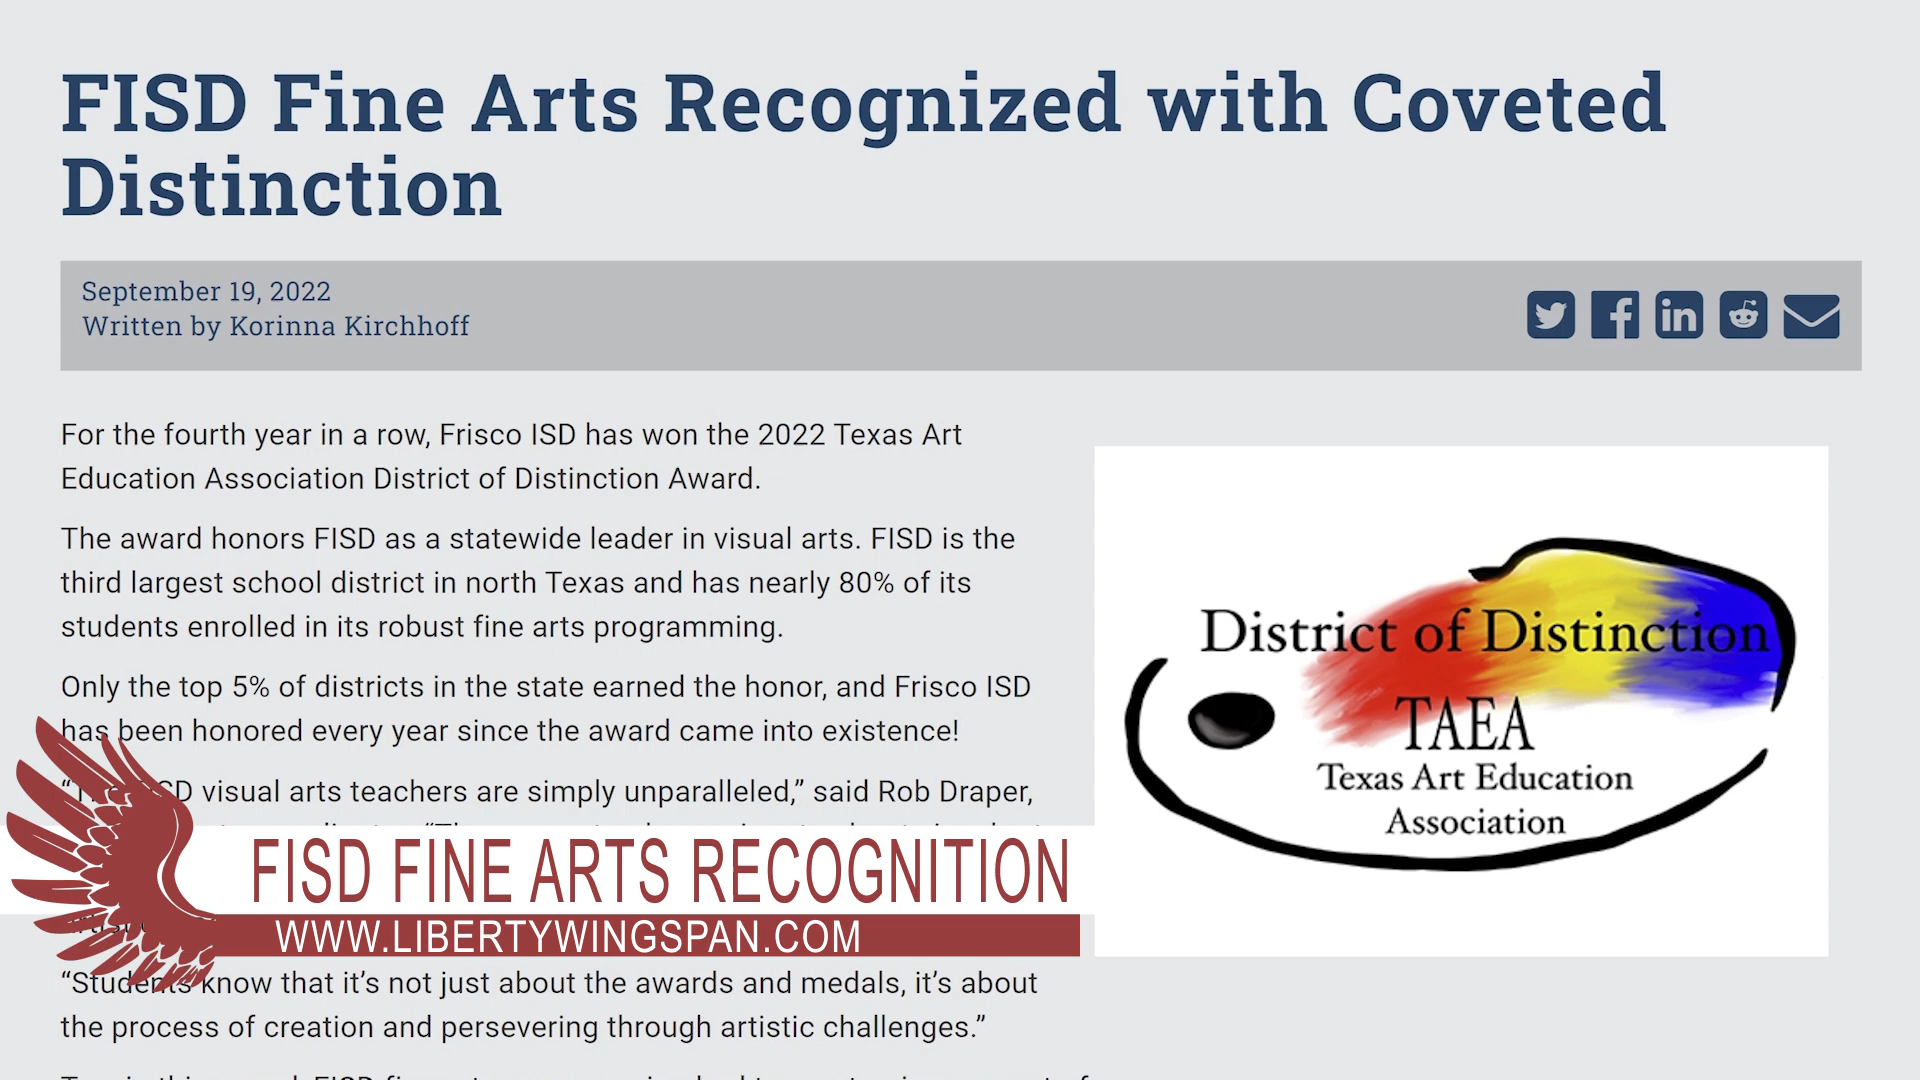 FISD Fine Arts Recognized with Coveted
Distinction
September 19, 2022
Written by Korinna Kirchhoff
For the fourth year in a row, Frisco ISD has won the 2022 Texas Art
Education Association District of Distinction Award.
The award honors FISD as a statewide leader in visual arts. FISD is the
third largest school district in north Texas and has nearly 80% of its
students enrolled in its robust fine arts programming.
Only the top 5% of districts in the state earned the honor, and Frisco ISD
has been honored every year since the award came into existence!
visual arts teachers are simply unparalleled,” said Rob Draper,
“Students know that it’s not just about the awards and medals, it’s about
the process of creation and persevering through artistic challenges.”
District of Distinction
TAEA
Texas Art Education
Association
FISD FINE ARTS RECOGNITION
WWW.LIBERTYWINGSPAN.COM